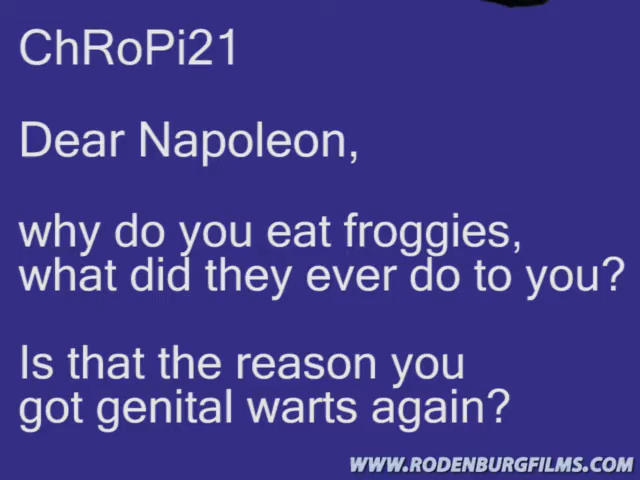 ChRoPi21
Dear Napoleon,
why do you eat froggies,
what did they ever do to you?
Is that the reason you
got genital warts again?
WWW.RODENBURGFILMS.COM